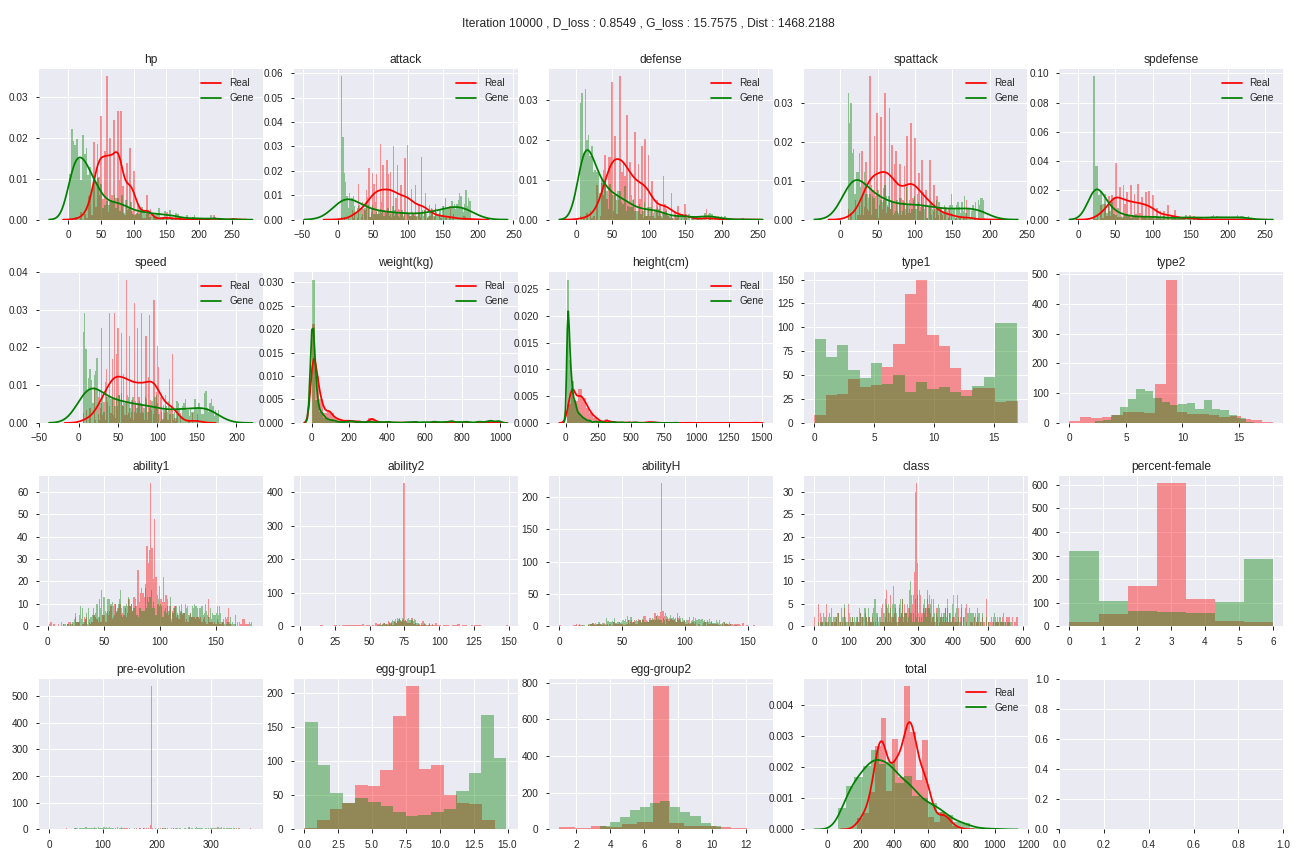 Iteration 10000 , D_loss : 0.8549 , G_loss : 15.7575 , Dist : 1468.2188
hp
attack
defense
spattack
spdefense
Real
Gene
Real
Gene
Real
Gene
Real
Gene
Real
Gene
0.03
0.02
0.01
0.00
0.06
0.05
0.04
0.03
0.02
0.01
0.00
0.03
0.02
0.01
0.00
0.03
0.02
0.01
0.00
0.10
0.08
0.06
0.04
0.02
0.00
0 50 100 150 200 250
−50 0 50 100 150 200 250
0 50 100 150 200 250
0 50 100 150 200 250
0 50 100 150 200 250
speed
weight(kg)
height(cm)
type1
type2
Real
Gene
Real
Gene
Real
Gene
0.04
0.03
0.02
0.01
0.00
0.030
0.025
0.020
0.015
0.010
0.005
0.000
0.025
0.020
0.015
0.010
0.005
0.000
150
125
100
75
50
25
0
500
400
300
200
100
0
−50 0 50 100 150 200
0 200 400 600 800 1000
0 250 500 750 1000 1250 1500
0 5 10 15
0 5 10 15
ability1
ability2
abilityH
class
percent-female
60
50
40
30
20
10
0
400
300
200
100
0
200
150
100
50
0
30
25
20
15
10
5
0
600
500
400
300
200
100
0
0 50 100 150
0 25 50 75 100 125 150
0 50 100 150
0 100 200 300 400 500 600
0 1 2 3 4 5 6
pre-evolution
egg-group1
egg-group2
total
Real
Gene
500
400
300
200
100
0
200
150
100
50
0
800
600
400
200
0
0.004
0.003
0.002
0.001
0.000
1.0
0.8
0.6
0.4
0.2
0.0
0 100 200 300
0.0 2.5 5.0 7.5 10.0 12.5 15.0
2 4 6 8 10 12
0 200 400 600 800 1000 1200
0.0 0.2 0.4 0.6 0.8 1.0